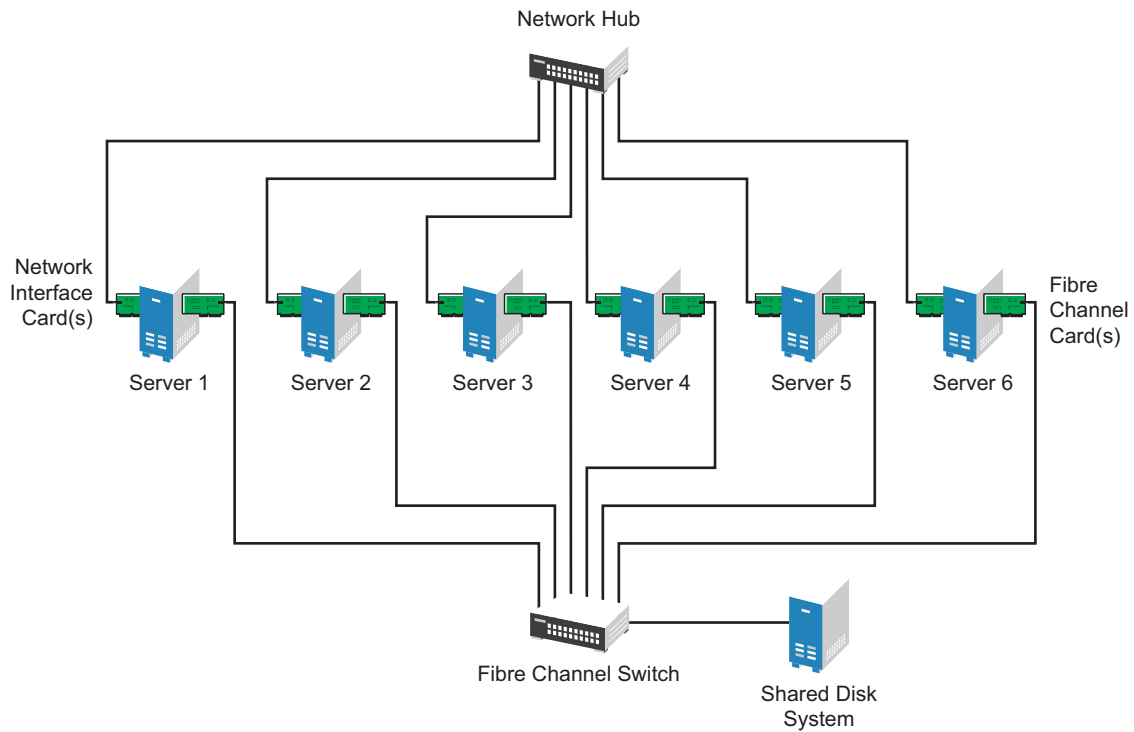 Network Hub
Network
Interface
Card(s)
Fibre
Channel
Card(s)
Server 1
Server 2
Server 3
Server 4
Server 5
Server 6
Fibre Channel Switch
Shared Disk
System